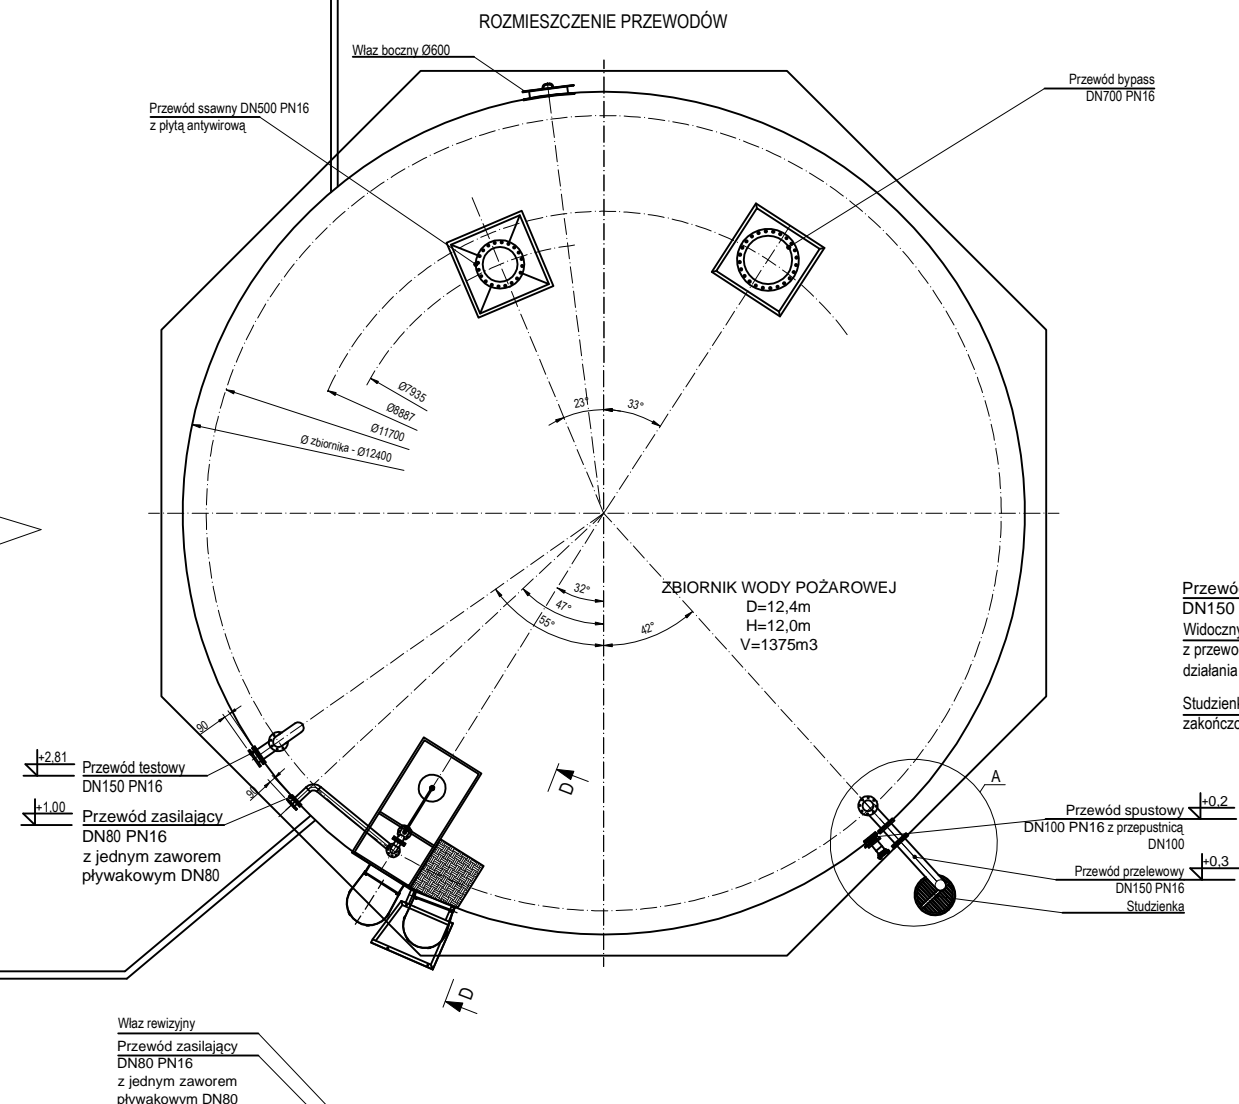 ROZMIESZCZENIE PRZEWODÓW
Właz boczny Ø600
Przewód ssawny DN500 PN16
z płytą antywirową
Przewód bypass
DN700 PN16
Ø7935
Ø8887
Ø11700
Ø zbiornika - Ø12400
23°
33°
32°
47°
55°
42°
ZBIORNIK WODY POŻAROWEJ
D=12,4m
H=12,0m
V=1375m3
Przewó
DN150
Widoczny
z przewo
działania
Studzienk
zakończo
90
90
+2,81
Przewód testowy
DN150 PN16
+1,00
Przewód zasilający
DN80 PN16
z jednym zaworem
pływakowym DN80
D
D
A
Przewód spustowy
+0,2
DN100 PN16 z przepustnicą
DN100
Przewód przelewowy
+0,3
DN150 PN16
Studzienka
Właz rewizyjny
Przewód zasilający
DN80 PN16
z jednym zaworem
pływakowym DN80